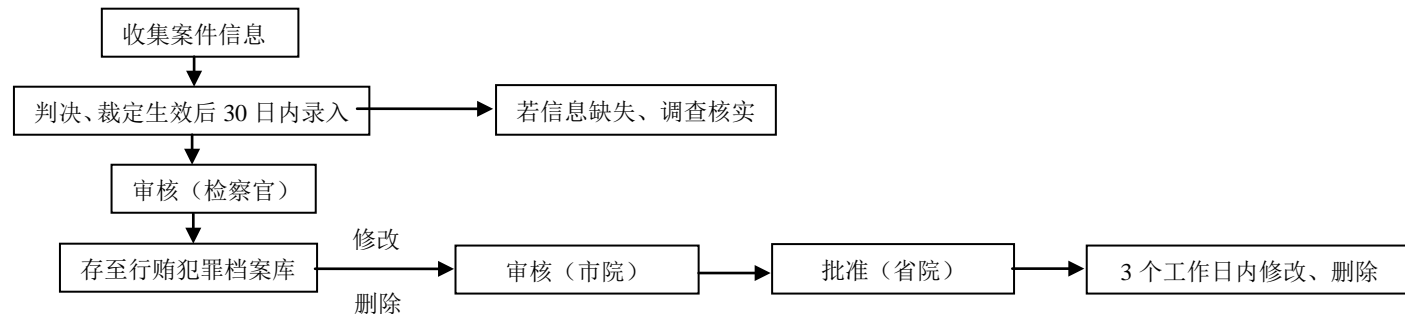 收集案件信息
判决、裁定生效后 30 日内录入
若信息缺失、调查核实
审核（检察官）
存至行贿犯罪档案库
修改
删除
审核（市院）
批准（省院）
3 个工作日内修改、删除